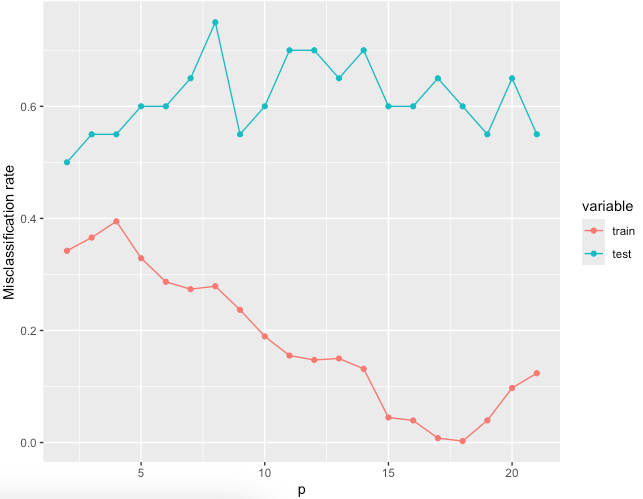 Misclassification rate
0.6
0.4
0.2
0.0
5 10 15 20
p
variable
train
test